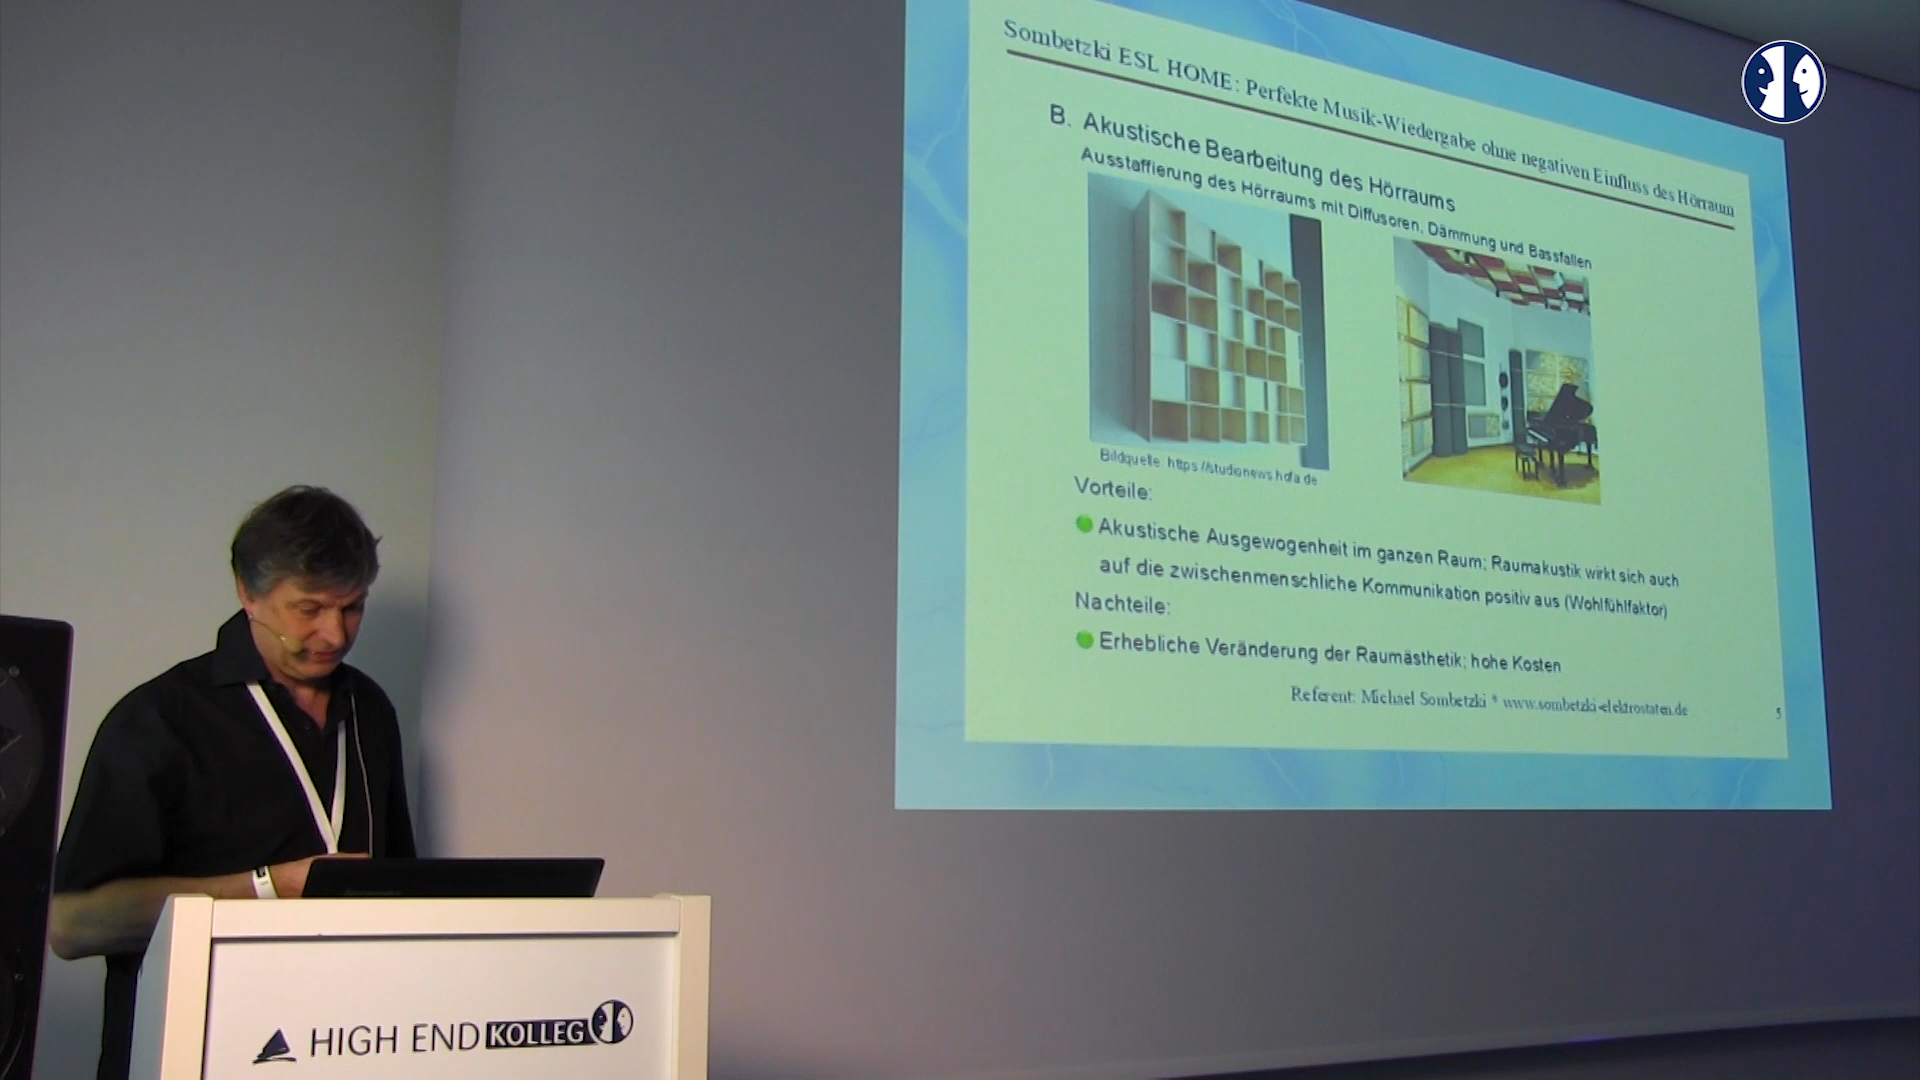 Sombetzki ESL HOME: Perfekte Musik-Wiedergabe ohne negativen Einfluss des Hörraum
B. Akustische Bearbeitung des Hörraums
Ausstaffierung des Hörraums mit Diffusoren, Dämmung und Bassfallen
Bildquelle: https://studionews.hofa.de
Vorteile:
Akustische Ausgewogenheit im ganzen Raum; Raumakustik wirkt sich auch
auf die zwischenmenschliche Kommunikation positiv aus (Wohlfühlfaktor)
Nachteile:
Erhebliche Veränderung der Raumästhetik; hohe Kosten
Referent: Michael Sombetzki * www.sombetzki-elektrostaten.de
5
HIGH END KOLLEG